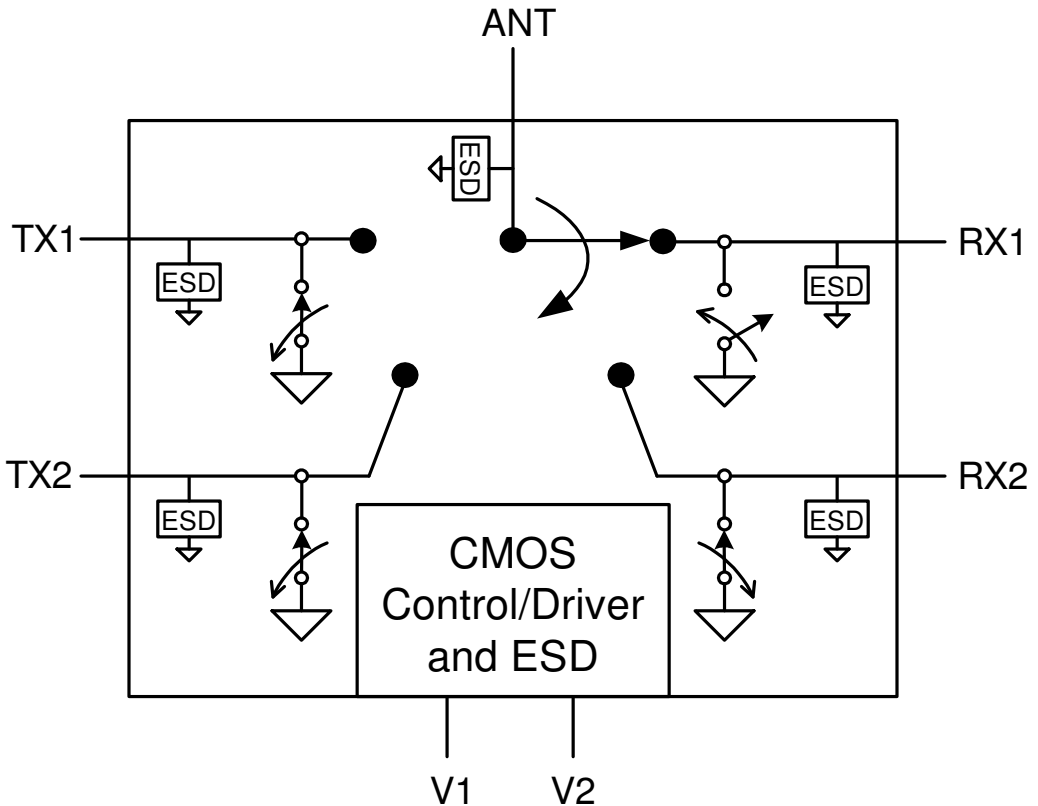 ANT
ESD
TX1
RX1
ESD
ESD
TX2
RX2
ESD
ESD
CMOS
Control/Driver
and ESD
V1
V2